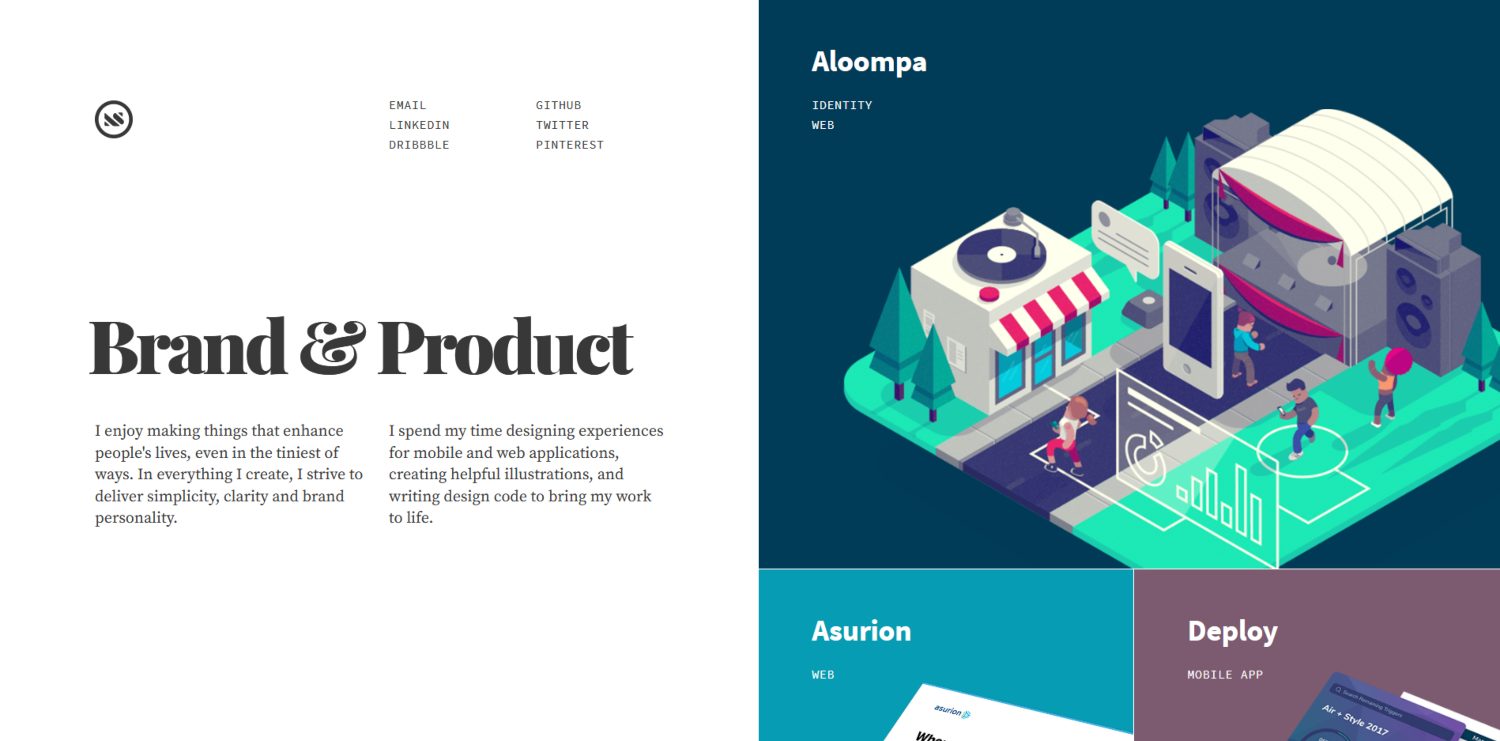 EMAIL
LINKEDIN
DRIBBBLE
GITHUB
TWITTER
PINTEREST
Brand & Product
I enjoy making things that enhance
people's lives, even in the tiniest of
ways. In everything I create, I strive to
deliver simplicity, clarity and brand
personality.
I spend my time designing experiences
for mobile and web applications,
creating helpful illustrations, and
writing design code to bring my work
to life.
Aloompa
IDENTITY
WEB
Asurion
WEB
asurion
Deploy
MOBILE APP
Search Remaining Triggers
Air + Style 2017